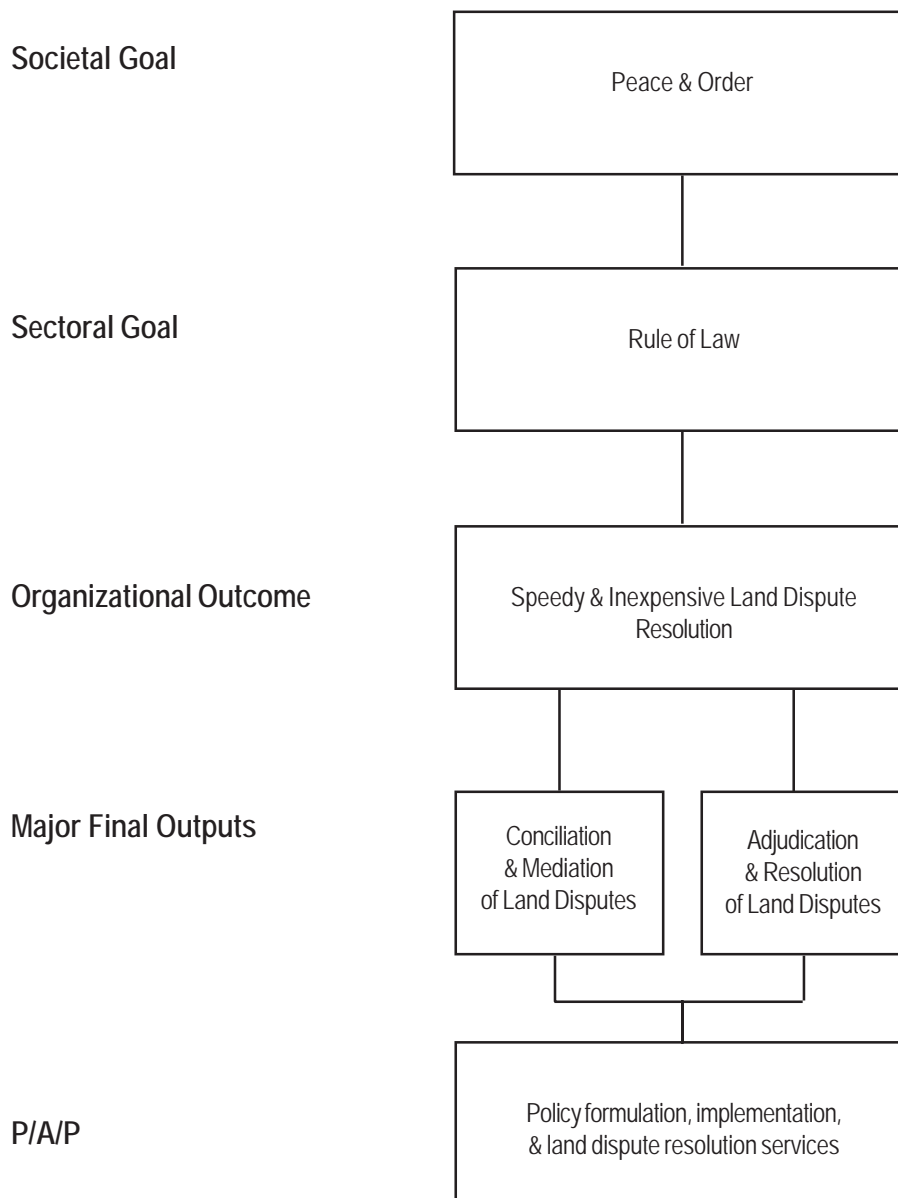 Societal Goal
Peace & Order
Sectoral Goal
Rule of Law
Organizational Outcome
Speedy & Inexpensive Land Dispute
Resolution
Major Final Outputs
Conciliation
& Mediation
of Land Disputes
Adjudication
& Resolution
of Land Disputes
P/A/P
Policy formulation, implementation,
& land dispute resolution services